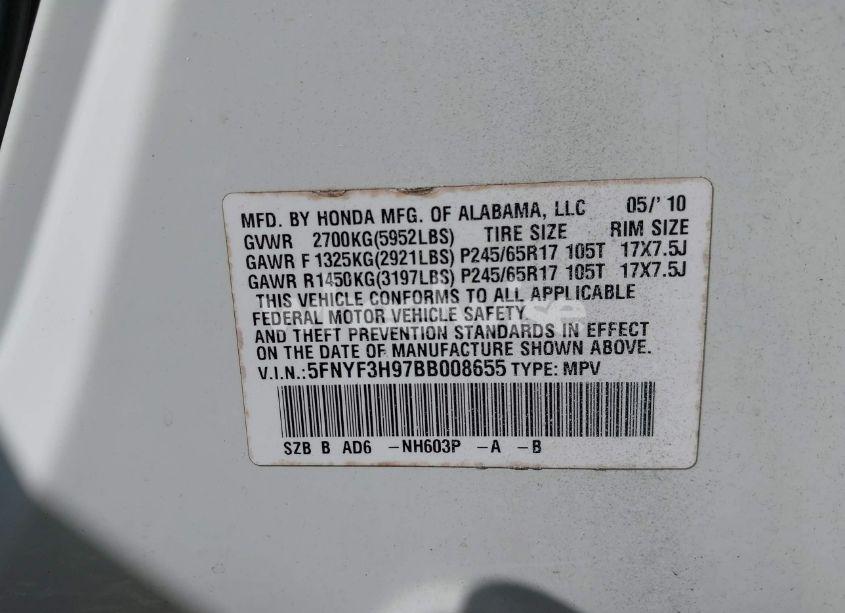 MFD. BY HONDA MFG. OF ALABAMA, LLC 05/' 10
GVWR 2700KG(5952LBS) TIRE SIZE RIM SIZE
GAWR F 1325KG(2921LBS) P245/65R17 105T 17X7.5J
GAWR R1450KG(3197LBS) P245/65R17 105T 17X7.5J
THIS VEHICLE CONFORMS TO ALL APPLICABLE
FEDERAL MOTOR VEHICLE SAFETY
AND THEFT PREVENTION STANDARDS IN EFFECT
ON THE DATE OF MANUFACTURE SHOWN ABOVE.
V.I.N.:5FNYF3H97BB008655 TYPE: MPV
SZB B AD6 -NH603P -A -B